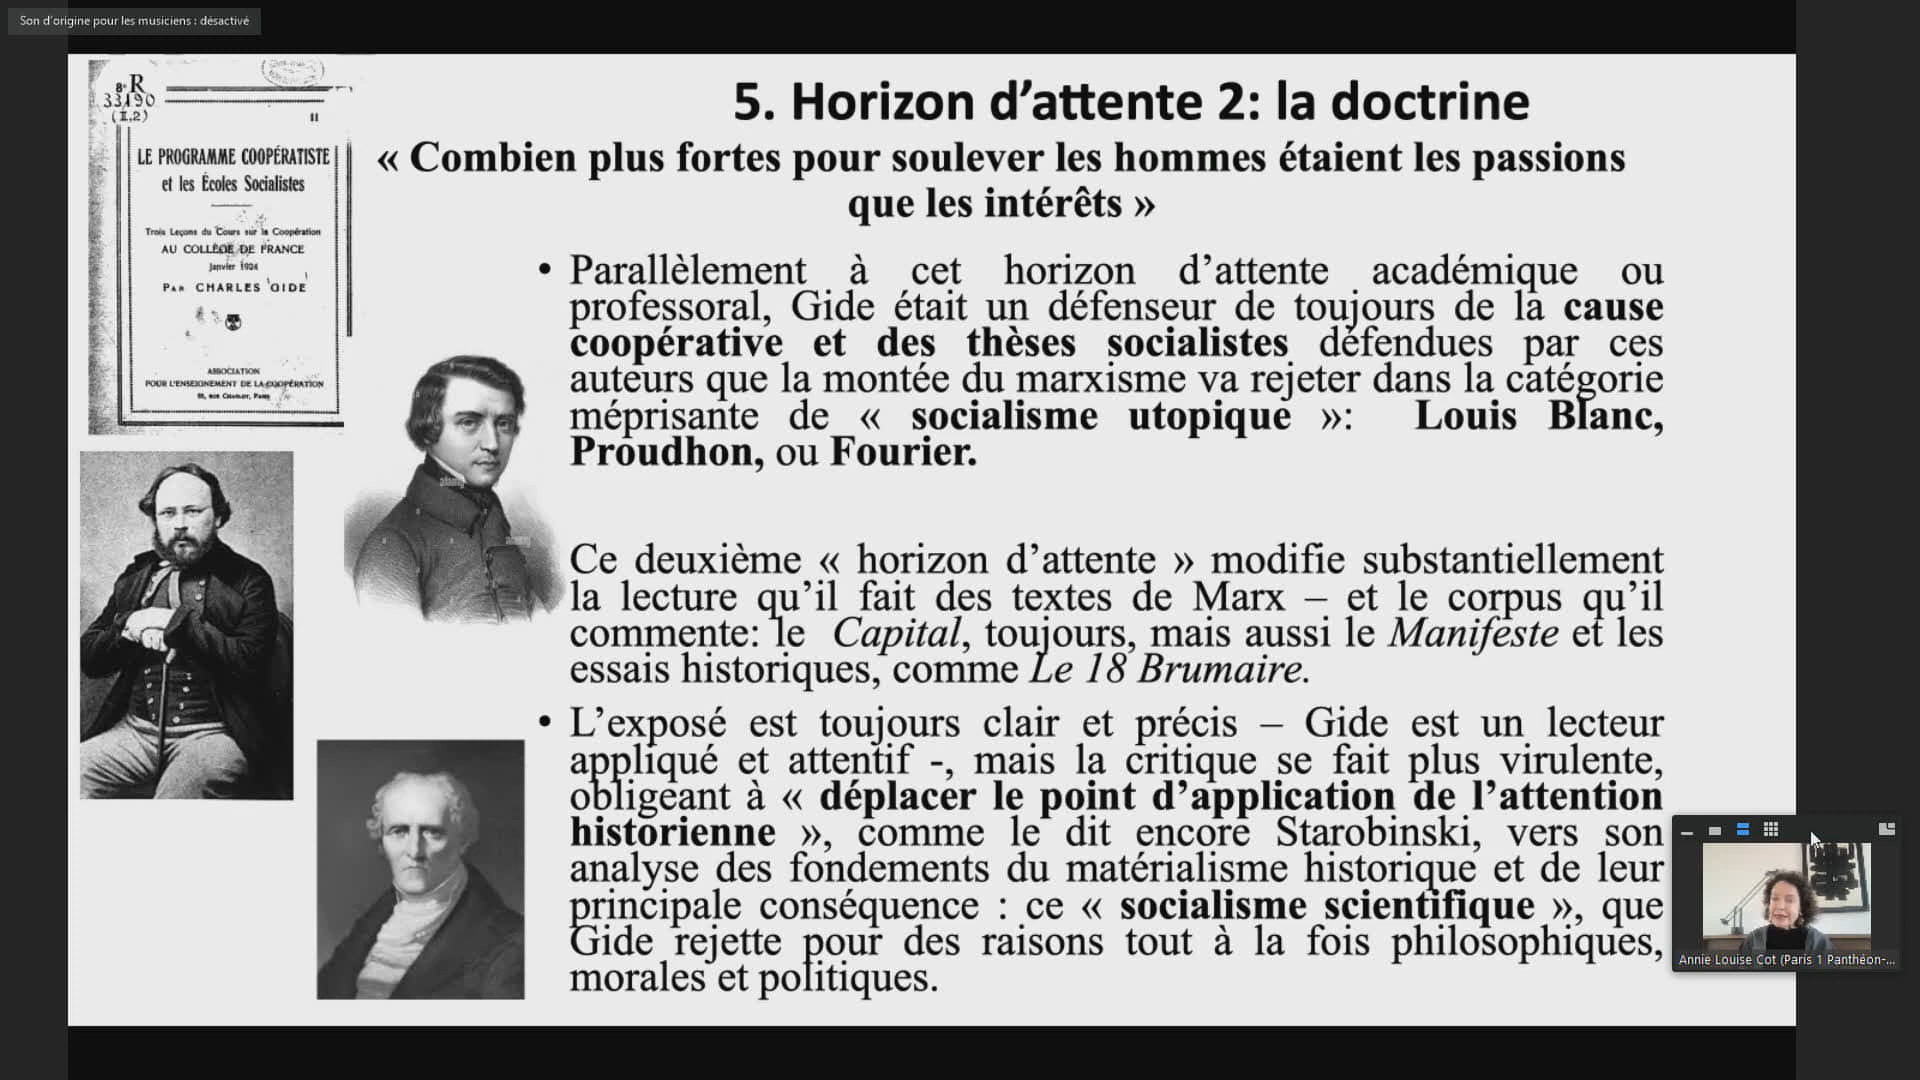 Son d'origine pour les musiciens : désactivé
8° R
33190
(I,2)
II
LE PROGRAMME COOPÉRATISTE
et les Écoles Socialistes
Trois Leçons du Cours sur la Coopération
AU COLLÈGE DE FRANCE
Janvier 1924
PAR CHARLES GIDE
ASSOCIATION
POUR L'ENSEIGNEMENT DE LA COOPÉRATION
5. Horizon d'attente 2: la doctrine
« Combien plus fortes pour soulever les hommes étaient les passions
que les intérêts »
• Parallèlement à cet horizon d'attente académique ou
professoral, Gide était un défenseur de toujours de la cause
coopérative et des thèses socialistes défendues par ces
auteurs que la montée du marxisme va rejeter dans la catégorie
méprisante de « socialisme utopique »: Louis Blanc,
Proudhon, ou Fourier.
Ce deuxième « horizon d'attente » modifie substantiellement
la lecture qu'il fait des textes de Marx – et le corpus qu'il
commente: le Capital, toujours, mais aussi le Manifeste et les
essais historiques, comme Le 18 Brumaire.
• L'exposé est toujours clair et précis – Gide est un lecteur
appliqué et attentif -, mais la critique se fait plus virulente,
obligeant à « déplacer le point d'application de l'attention
historienne », comme le dit encore Starobinski, vers son
analyse des fondements du matérialisme historique et de leur
principale conséquence : ce « socialisme scientifique », que
Gide rejette pour des raisons tout à la fois philosophiques,
morales et politiques.
alamy
alamy
Annie Louise Cot (Paris 1 Panthéon-...